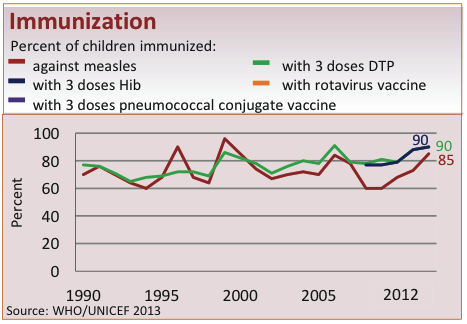 Immunization
Percent of children immunized:
against measles
with 3 doses DTP
with 3 doses Hib
with rotavirus vaccine
with 3 doses pneumococcal conjugate vaccine
100
80
60
40
20
0
Percent
90
90
85
1990
1995
2000
2005
2012
Source: WHO/UNICEF 2013